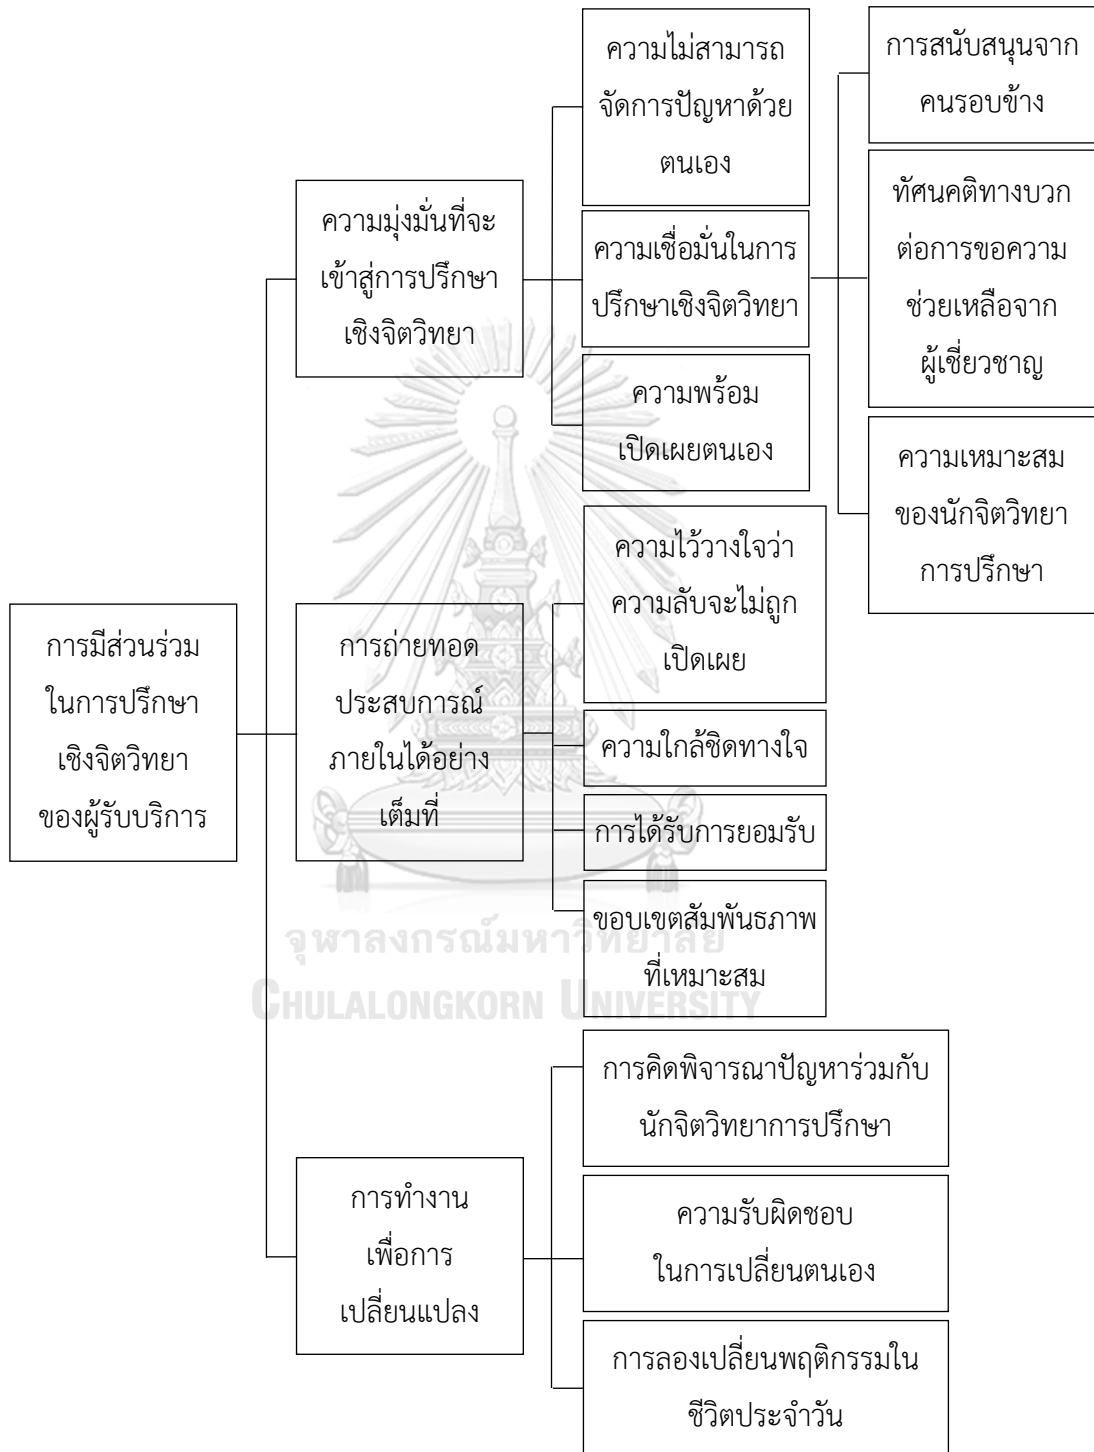 การมีส่วนร่วม
ในการปรึกษา
เชิงจิตวิทยา
ของผู้รับบริการ
ความมุ่งมั่นที่จะ
เข้าสู่การปรึกษา
เชิงจิตวิทยา
ความไม่สามารถ
จัดการปัญหาด้วย
ตนเอง
ความเชื่อมั่นในการ
ปรึกษาเชิงจิตวิทยา
การสนับสนุนจาก
คนรอบข้าง
ทัศนคติทางบวก
ต่อการขอความ
ช่วยเหลือจาก
ผู้เชี่ยวชาญ
ความเหมาะสม
ของนักจิตวิทยา
การปรึกษา
ความพร้อม
เปิดเผยตนเอง
การถ่ายทอด
ประสบการณ์
ภายในได้อย่าง
เต็มที่
ความไว้วางใจว่า
ความลับจะไม่ถูก
เปิดเผย
ความใกล้ชิดทางใจ
การได้รับการยอมรับ
ขอบเขตสัมพันธภาพ
ที่เหมาะสม
จุฬาลงกรณ์มหาวิทยาลัย
CHULALONGKORN UNIVERSITY
การทำงาน
เพื่อการ
เปลี่ยนแปลง
การคิดพิจารณาปัญหาร่วมกับ
นักจิตวิทยาการปรึกษา
ความรับผิดชอบ
ในการเปลี่ยนตนเอง
การลองเปลี่ยนพฤติกรรมใน
ชีวิตประจำวัน